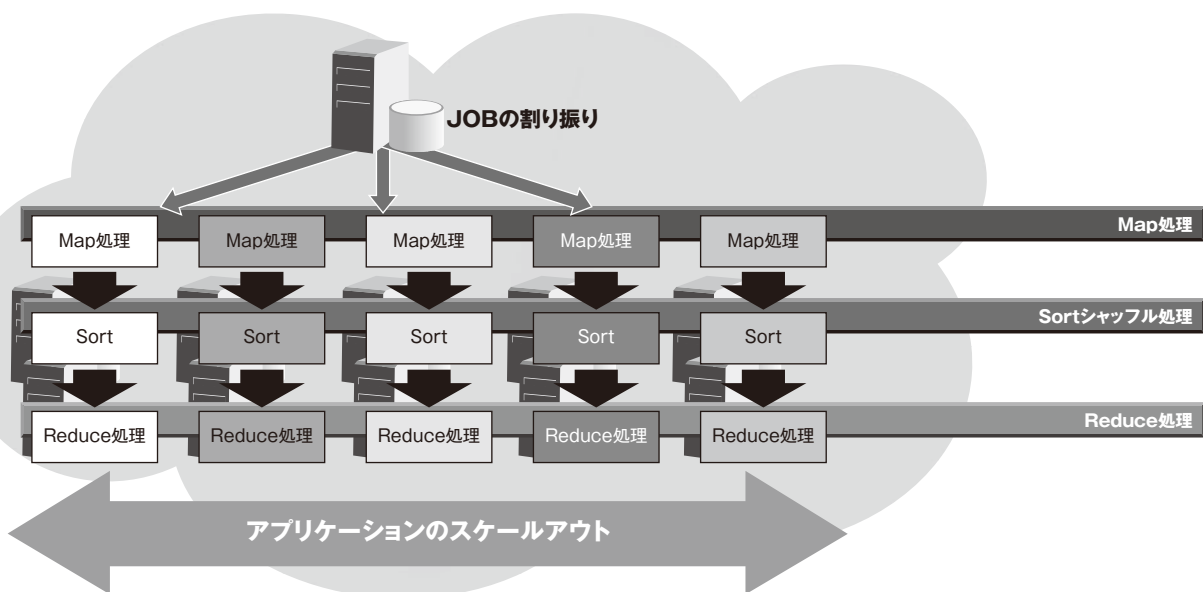 JOBの割り振り
Map処理 Map処理 Map処理 Map処理 Map処理 Map処理
Sort Sort Sort Sort Sort Sortシャッフル処理
Reduce処理 Reduce処理 Reduce処理 Reduce処理 Reduce処理 Reduce処理
アプリケーションのスケールアウト